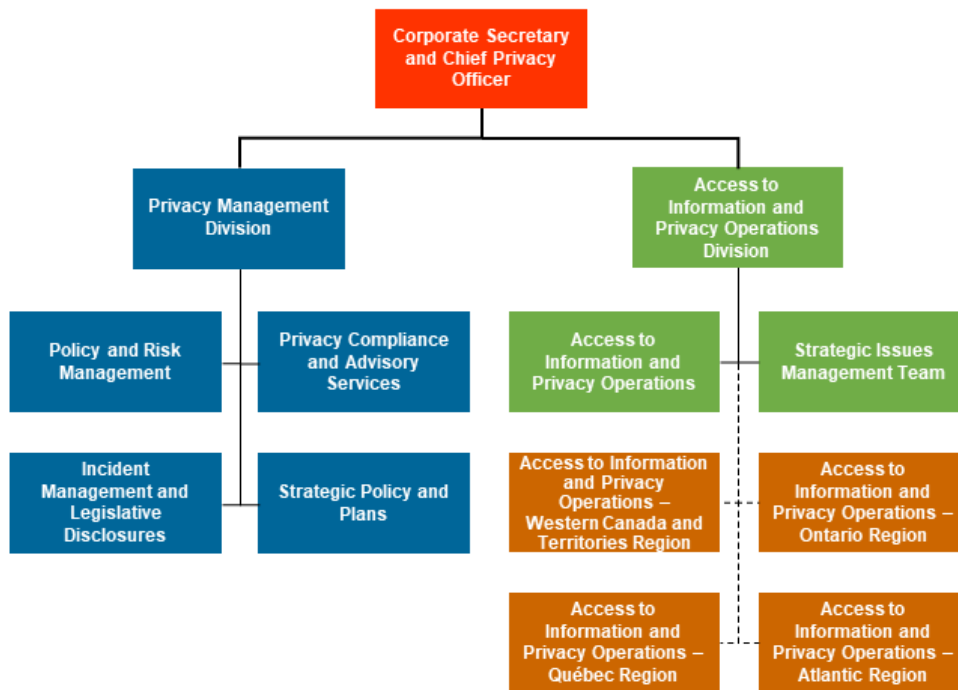 Corporate Secretary
and Chief Privacy
Officer
Privacy Management
Division
Access to
Information and
Privacy Operations
Division
Policy and Risk
Management
Privacy Compliance
and Advisory
Services
Access to
Information and
Privacy Operations
Strategic Issues
Management Team
Incident
Management and
Legislative
Disclosures
Strategic Policy and
Plans
Access to Information
and Privacy
Operations –
Western Canada and
Territories Region
Access to
Information and
Privacy Operations –
Ontario Region
Access to
Information and
Privacy Operations –
Québec Region
Access to
Information and
Privacy Operations –
Atlantic Region